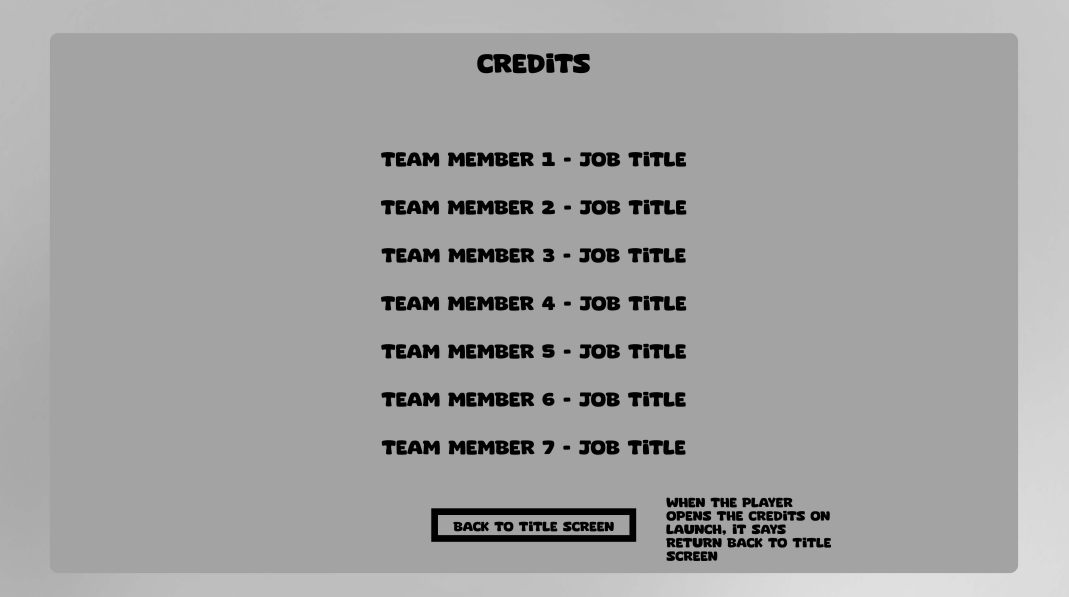 CREDiTS
TEAM MEMBER 1 - JOB TiTLE
TEAM MEMBER 2 - JOB TiTLE
TEAM MEMBER 3 - JOB TiTLE
TEAM MEMBER 4 - JOB TiTLE
TEAM MEMBER 5 - JOB TiTLE
TEAM MEMBER 6 - JOB TiTLE
TEAM MEMBER 7 - JOB TiTLE
BACK TO TiTLE SCREEN
WHEN THE PLAYER
OPENS THE CREDiTS ON
LAUNCH, iT SAYS
RETURN BACK TO TiTLE
SCREEN